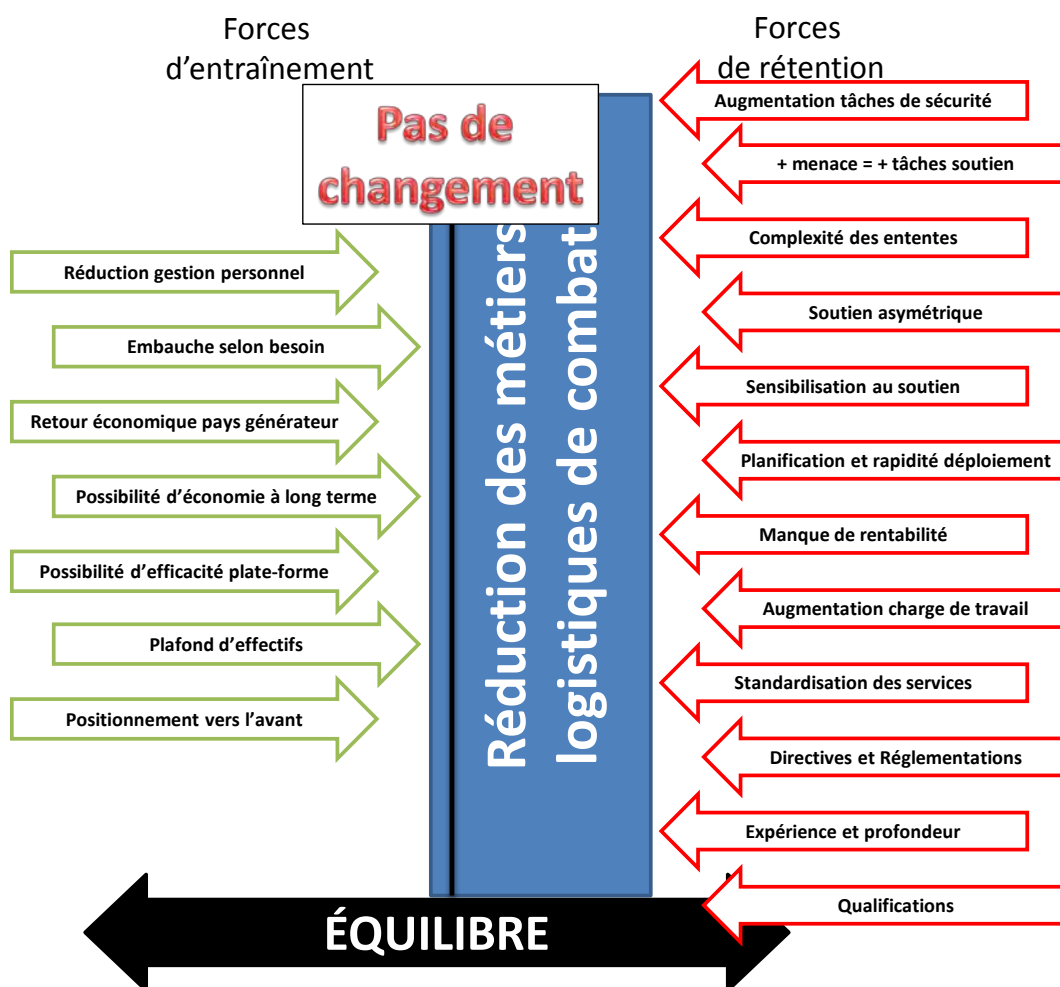 Forces
d'entraînement
Forces
de rétention
Pas de
changement
Réduction gestion personnel
Embauche selon besoin
Retour économique pays générateur
Possibilité d'économie à long terme
Possibilité d'efficacité plate-forme
Plafond d'effectifs
Positionnement vers l'avant
Réduction des métiers
logistiques de combat
Augmentation tâches de sécurité
+ menace = + tâches soutien
Complexité des ententes
Soutien asymétrique
Sensibilisation au soutien
Planification et rapidité déploiement
Manque de rentabilité
Augmentation charge de travail
Standardisation des services
Directives et Réglementations
Expérience et profondeur
Qualifications
ÉQUILIBRE